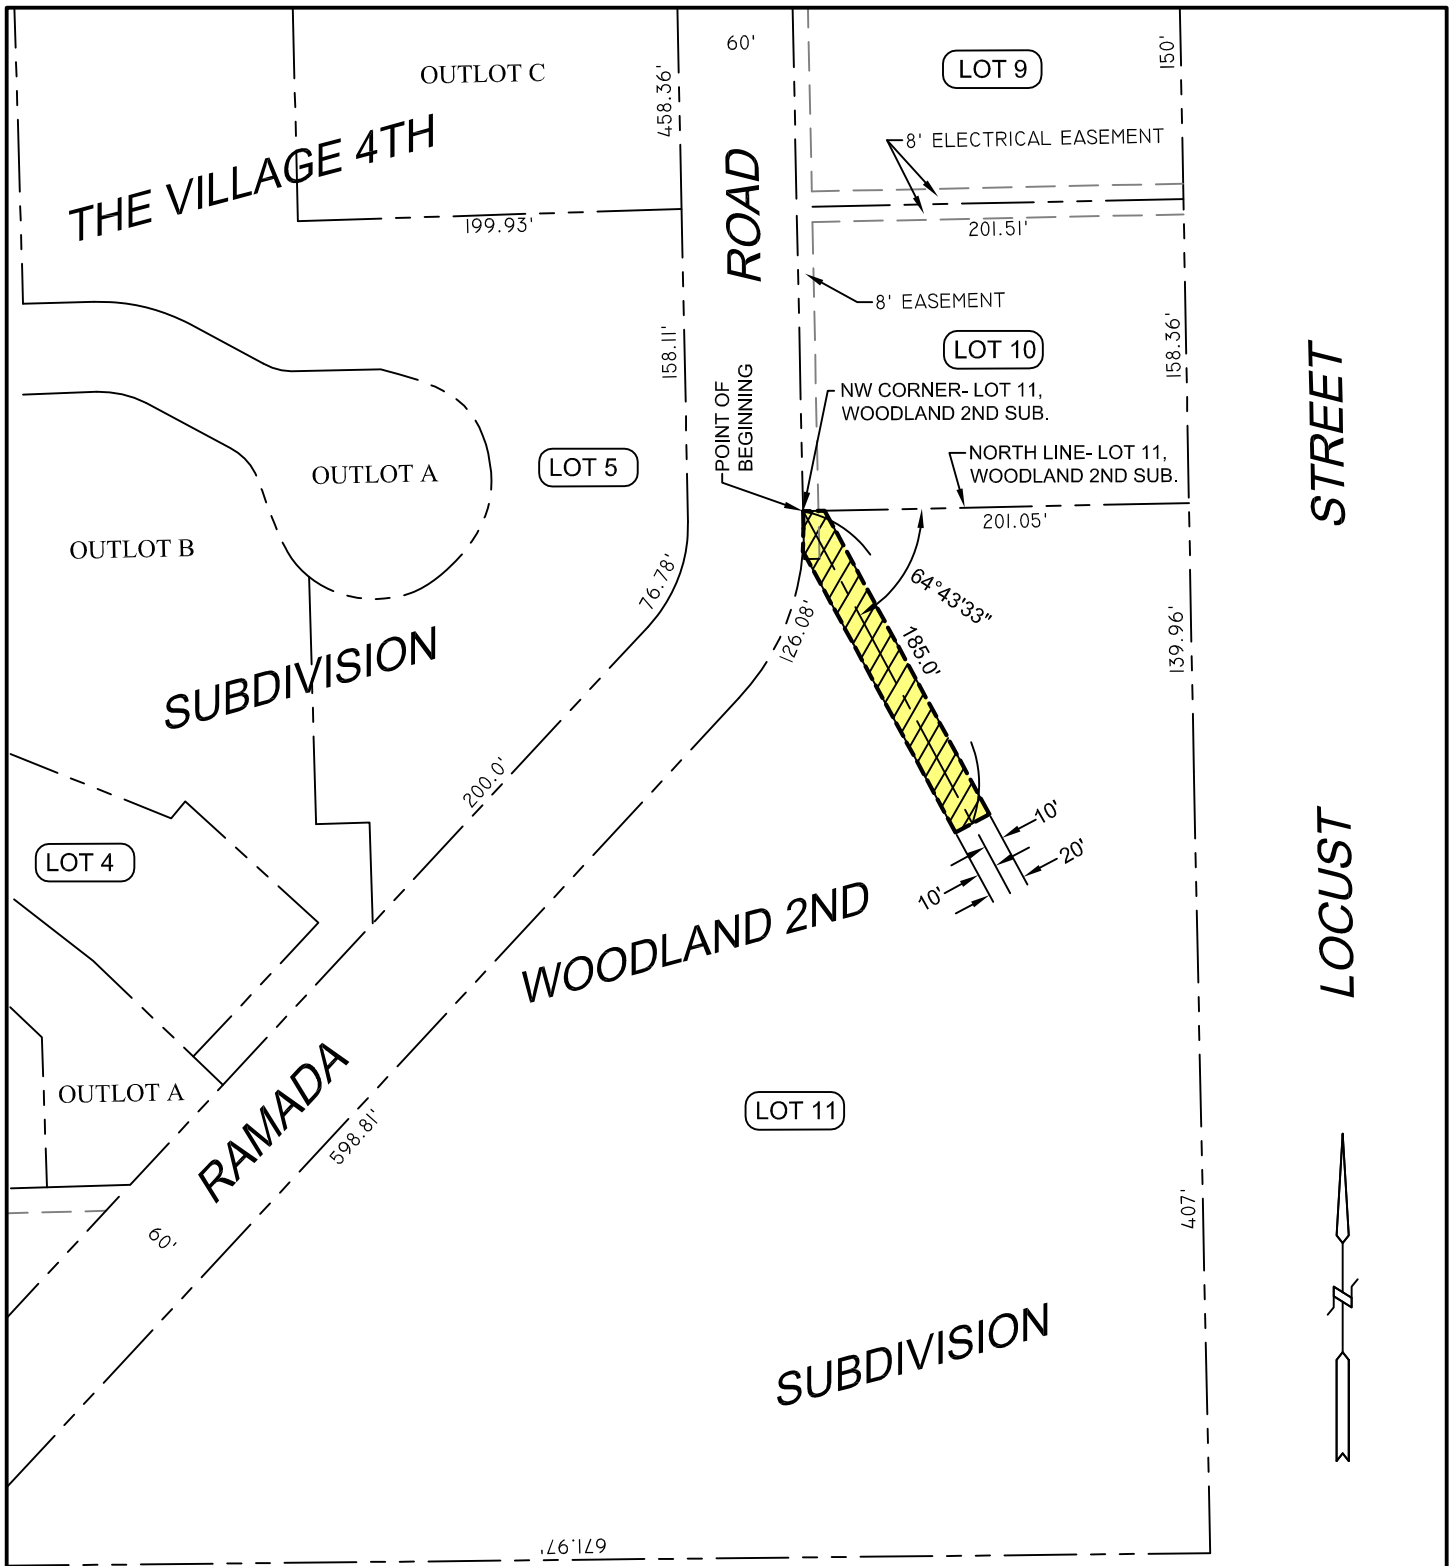 60'
150'
OUTLOT C
LOT 9
458.36'
THE VILLAGE 4TH
8' ELECTRICAL EASEMENT
ROAD
199.93'
201.51'
8' EASEMENT
158.11'
158.36'
LOT 10
POINT OF
BEGINNING
NW CORNER- LOT 11,
WOODLAND 2ND SUB.
STREET
NORTH LINE- LOT 11,
WOODLAND 2ND SUB.
OUTLOT A
LOT 5
201.05'
OUTLOT B
76.78'
64°43'33"
126.08'
185.0'
139.96'
SUBDIVISION
200.0'
10'
20'
10'
LOT 4
LOCUST
WOODLAND 2ND
OUTLOT A
RAMADA
598.81'
LOT 11
60'
407'
SUBDIVISION
671.97'